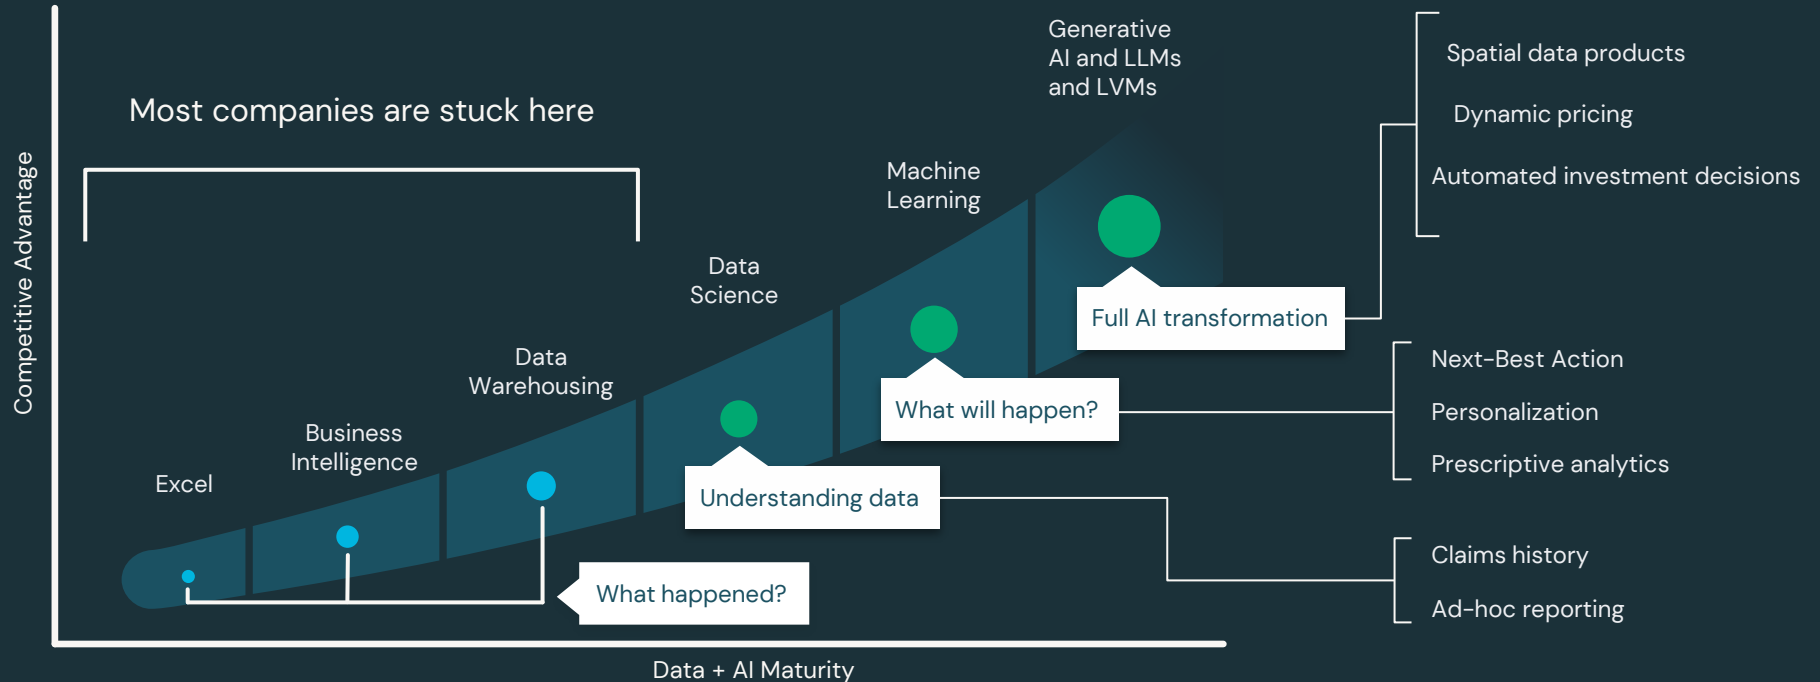 Generative
AI and LLMs
and LVMs
Most companies are stuck here
Machine
Learning
Data
Science
Data
Warehousing
Business
Intelligence
Excel
Competitive Advantage
Full AI transformation
What will happen?
Understanding data
What happened?
Data + AI Maturity
Spatial data products
Dynamic pricing
Automated investment decisions
Next-Best Action
Personalization
Prescriptive analytics
Claims history
Ad-hoc reporting